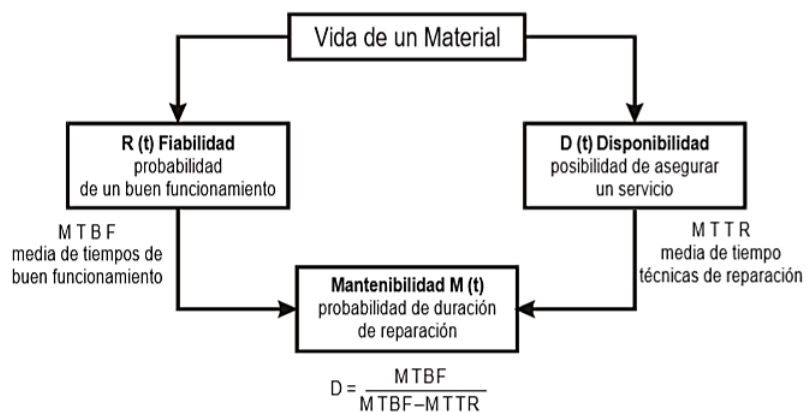 Vida de un Material
R (t) Fiabilidad
probabilidad
de un buen funcionamiento
D (t) Disponibilidad
posibilidad de asegurar
un servicio
M T B F
media de tiempos de
buen funcionamiento
M T T R
media de tiempo
técnicas de reparación
Mantenibilidad M (t)
probabilidad de duración
de reparación
D = M T B F
M T B F – M T T R